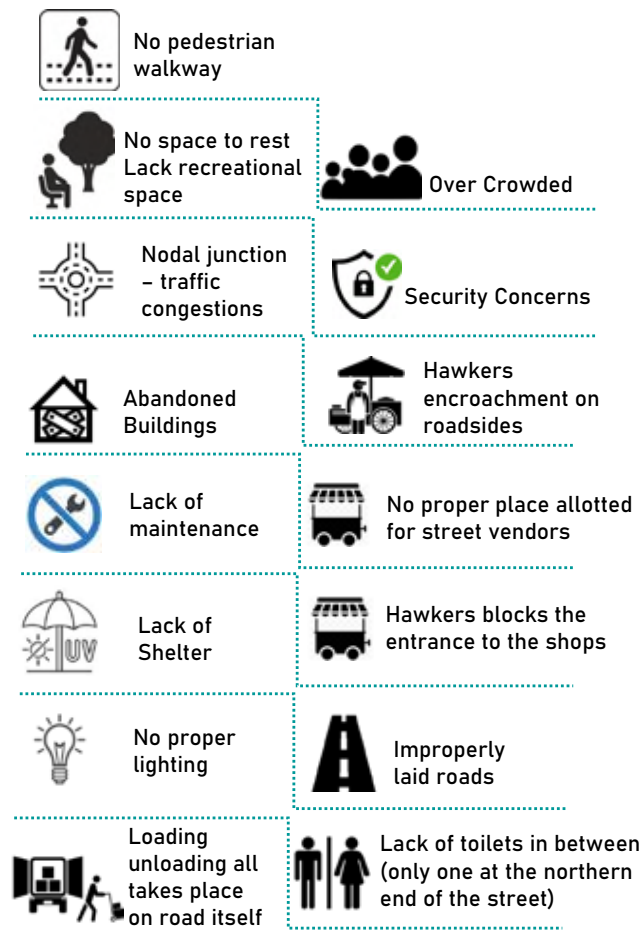 No pedestrian
walkway
No space to rest
Lack recreational
space
Over Crowded
Nodal junction
– traffic
congestions
Security Concerns
Abandoned
Buildings
Hawkers
encroachment on
roadsides
Lack of
maintenance
No proper place allotted
for street vendors
UV
Lack of
Shelter
Hawkers blocks the
entrance to the shops
No proper
lighting
Improperly
laid roads
Loading
unloading all
takes place
on road itself
Lack of toilets in between
(only one at the northern
end of the street)